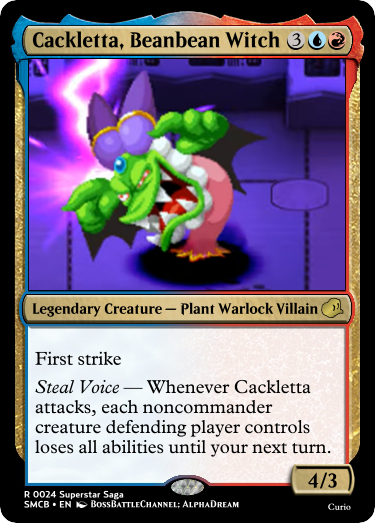 Cackletta, Beanbean Witch 3
Legendary Creature — Plant Warlock Villain
First strike
Steal Voice — Whenever Cackletta
attacks, each noncommander
creature defending player controls
loses all abilities until your next turn.
4/3
R 0024 Superstar Saga
SMCB • EN BossBattleChannel; AlphaDream
Curio